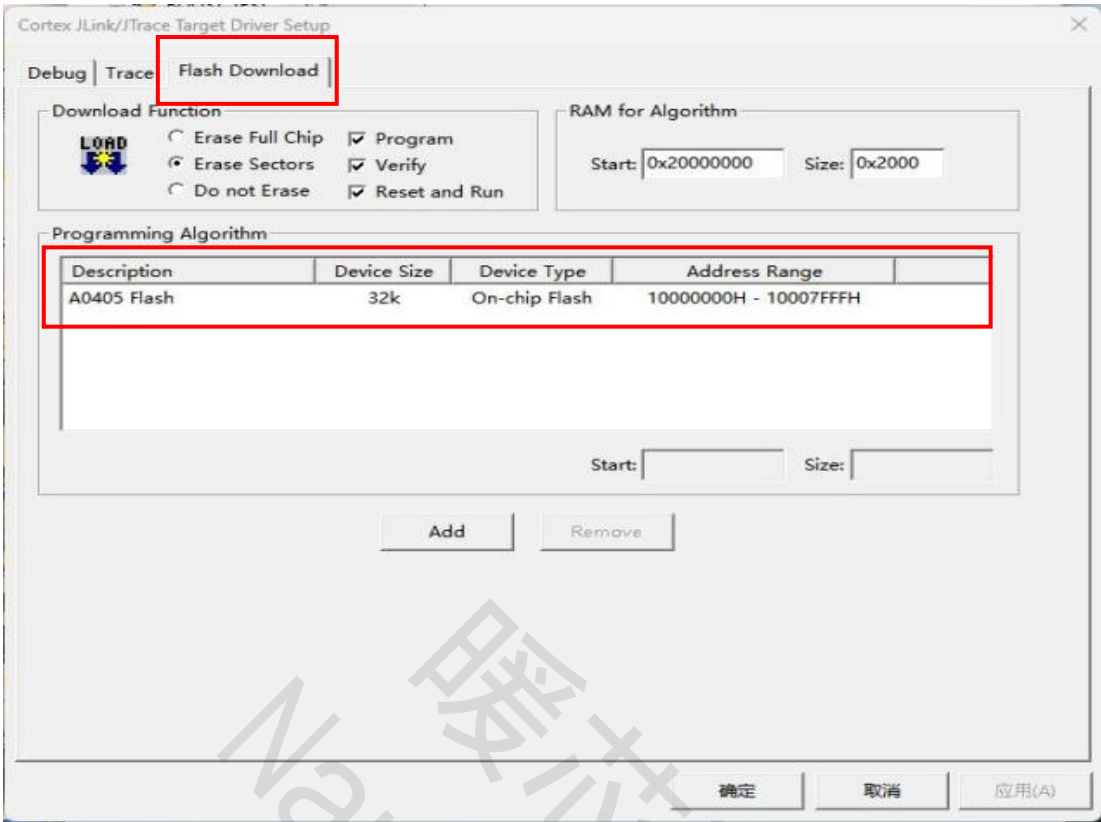 Cortex JLink/JTrace Target Driver Setup
Debug Trace Flash Download
Download Function
LOAD
Erase Full Chip
Erase Sectors
Do not Erase
Program
Verify
Reset and Run
RAM for Algorithm
Start: 0x20000000 Size: 0x2000
Programming Algorithm
Description Device Size Device Type Address Range
A0405 Flash 32k On-chip Flash 10000000H - 10007FFFH
Start: Size:
Add Remove
暖芯
确定 取消 应用(A)